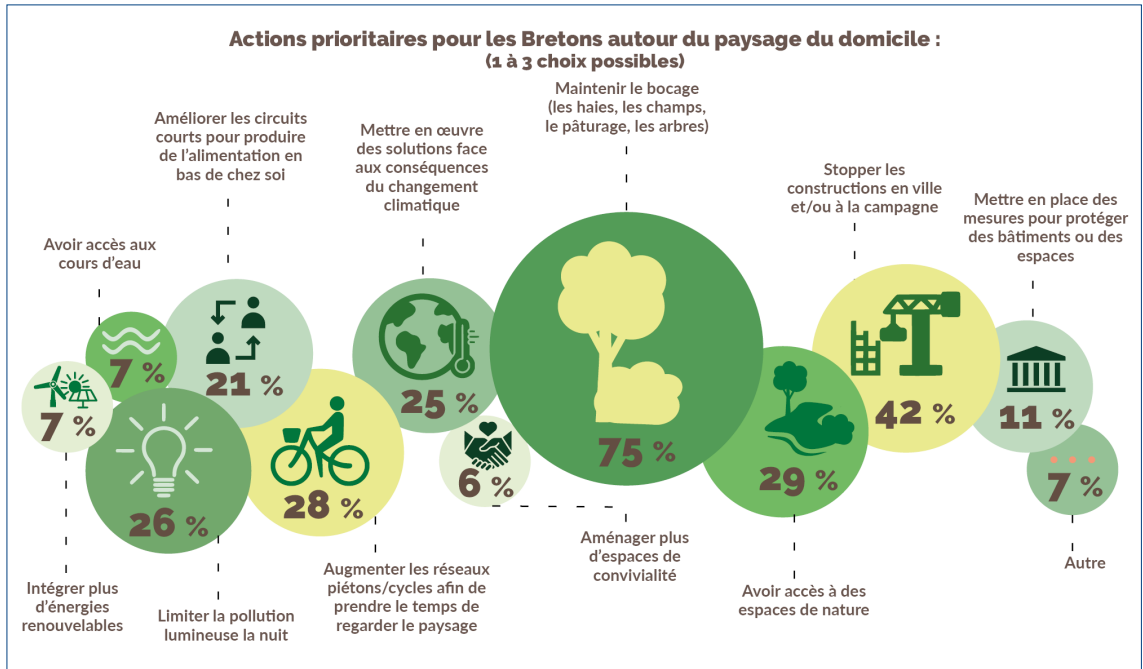 Actions prioritaires pour les Bretons autour du paysage du domicile :
(1 à 3 choix possibles)
Maintenir le bocage
(les haies, les champs,
le pâturage, les arbres)
Améliorer les circuits
courts pour produire
de l'alimentation en
bas de chez soi
Mettre en œuvre
des solutions face
aux conséquences
du changement
climatique
Stopper les
constructions en ville
et/ou à la campagne
Mettre en place des
mesures pour protéger
des bâtiments ou des
espaces
Avoir accès aux
cours d'eau
7 %
7 %
21 %
26 %
28 %
25 %
6 %
75 %
29 %
42 %
11 %
7 %
Intégrer plus
d'énergies
renouvelables
Limiter la pollution
lumineuse la nuit
Augmenter les réseaux
piétons/cycles afin de
prendre le temps de
regarder le paysage
Aménager plus
d'espaces de
convivialité
Avoir accès à des
espaces de nature
Autre